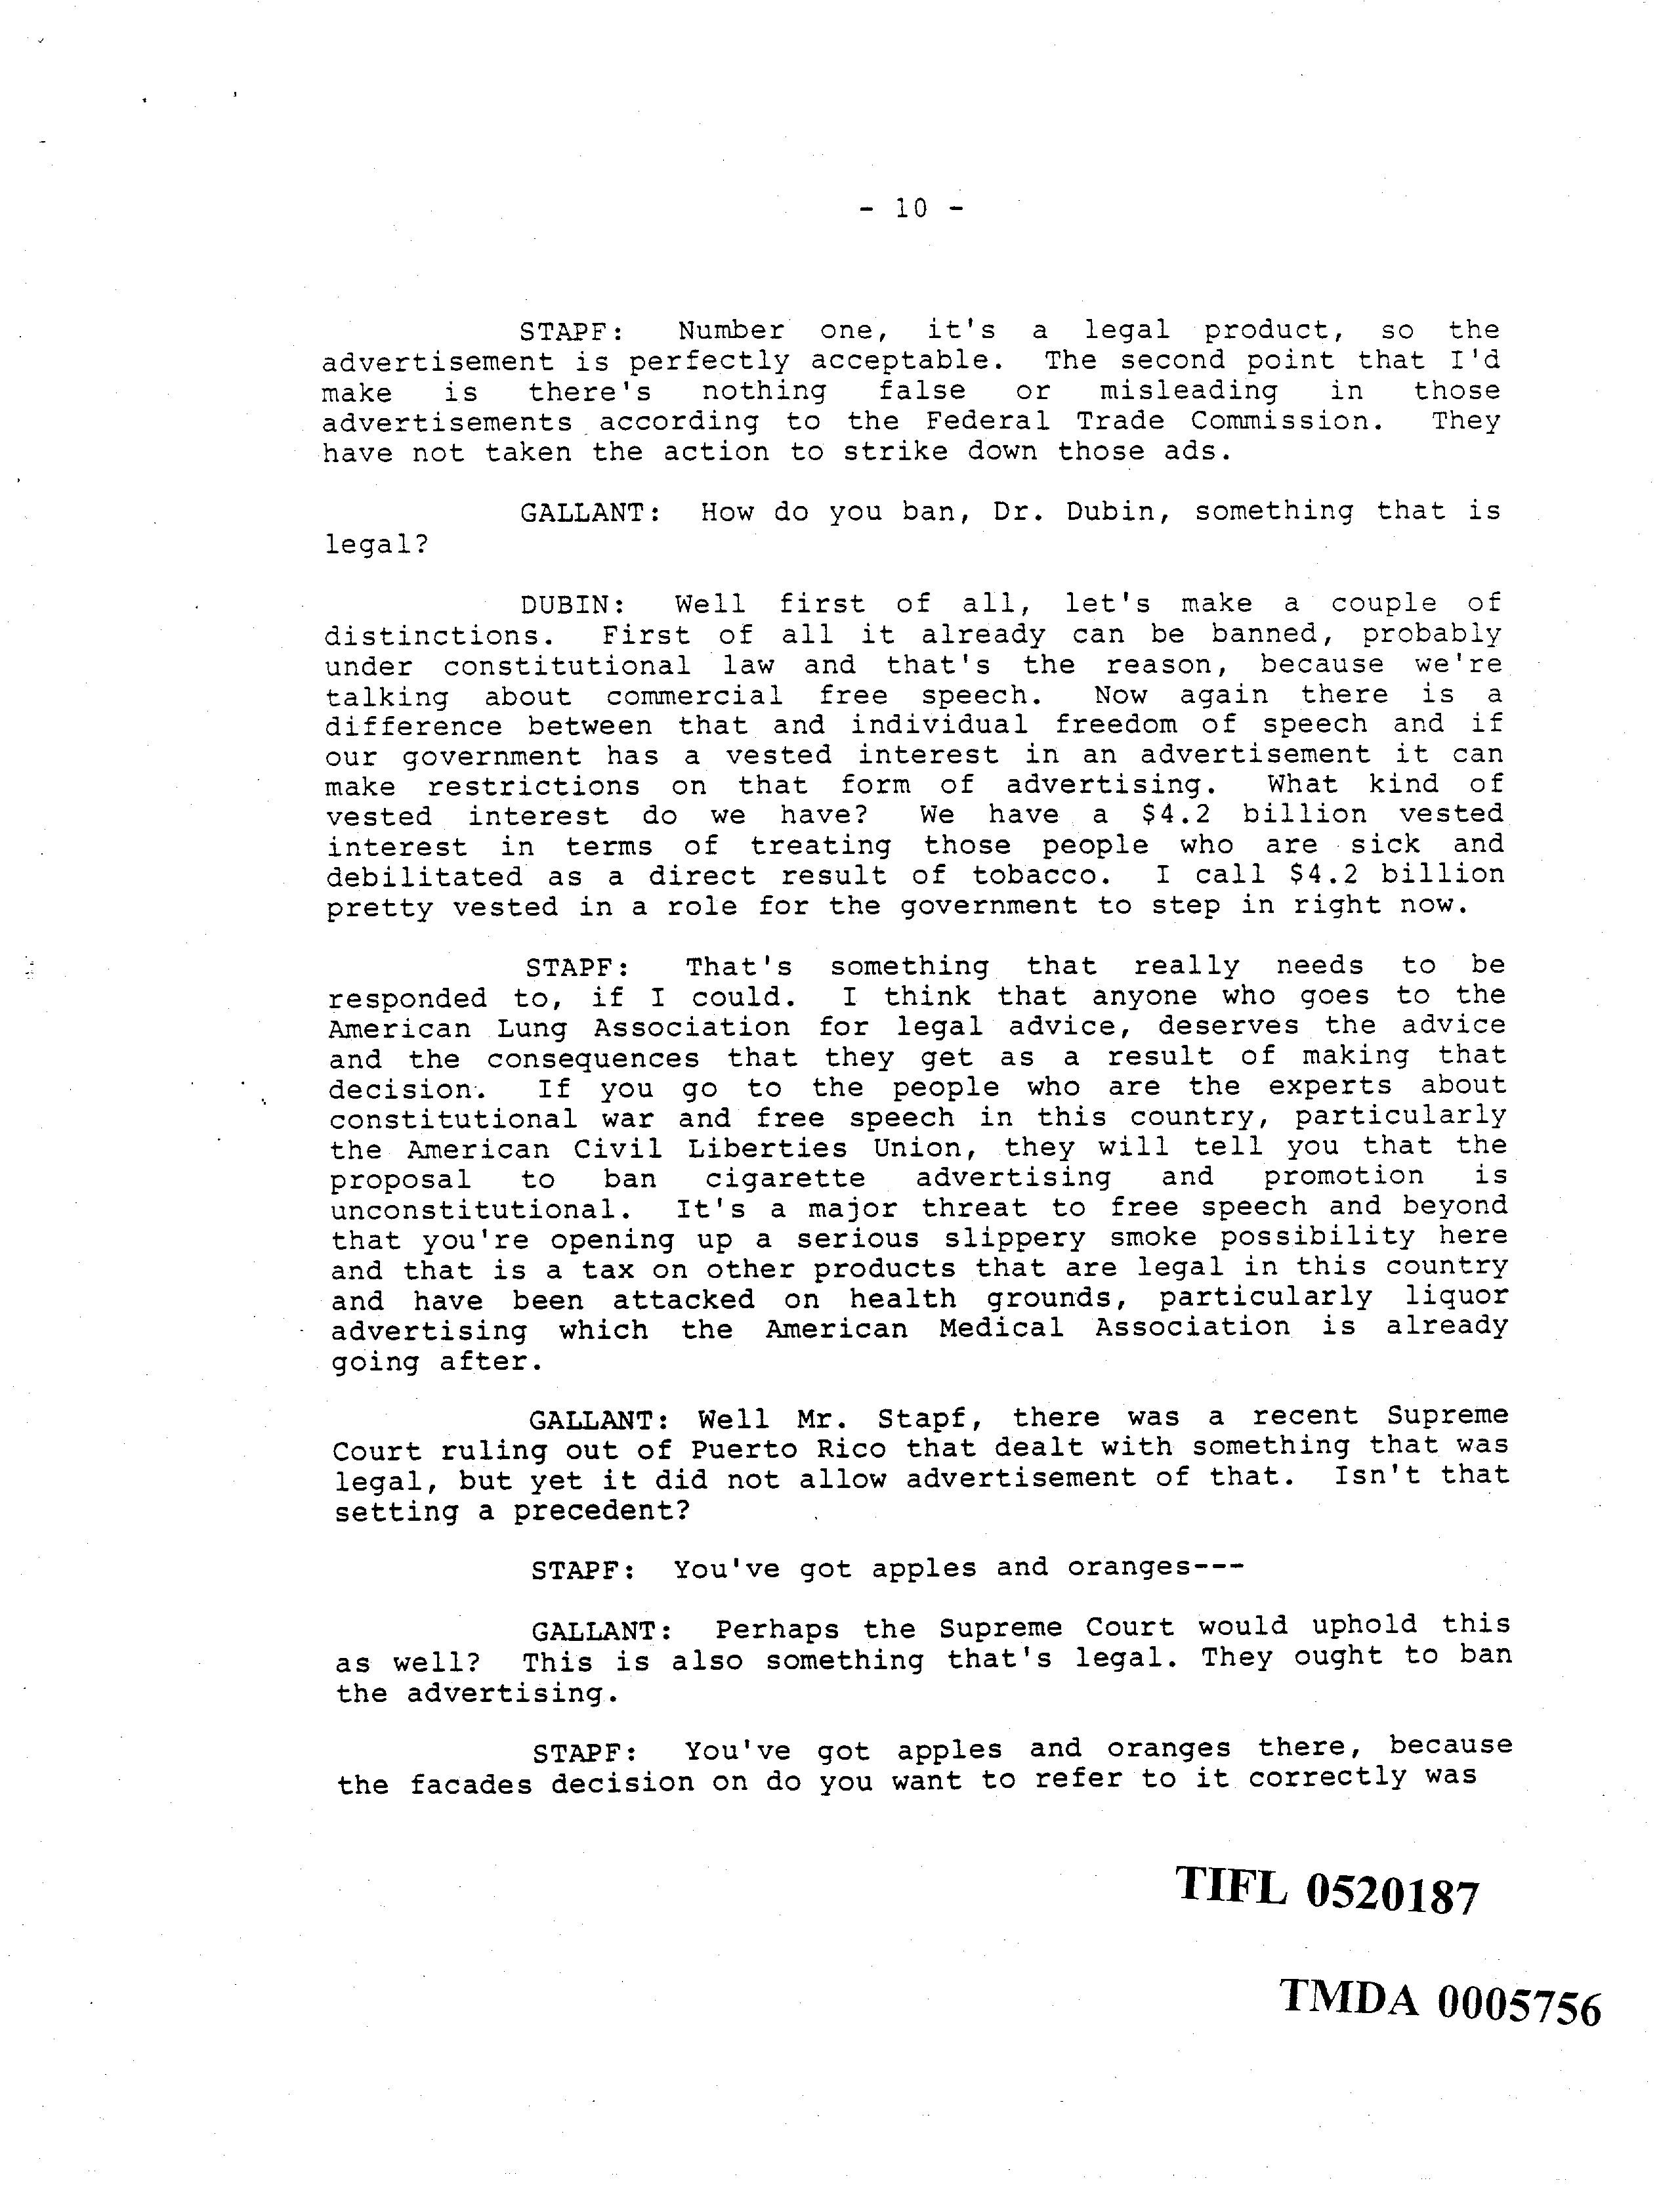 - 10 -
STAPF: Number one, it's a legal product, so the
advertisement is perfectly acceptable. The second point that I'd
make is there's nothing false or misleading in those
advertisements according to the Federal Trade Commission. They
have not taken the action to strike down those ads.
GALLANT: How do you ban, Dr. Dubin, something that is
legal?
DUBIN: Well first of all, let's make a couple of
distinctions. First of all it already can be banned, probably
under constitutional law and that's the reason, because we're
talking about commercial free speech. Now again there is a
difference between that and individual freedom of speech and if
our government has a vested interest in an advertisement it can
make restrictions on that form of advertising. What kind of
vested interest do we have? We have a $4.2 billion vested
interest in terms of treating those people who are sick and
debilitated as a direct result of tobacco. I call $4.2 billion
pretty vested in a role for the government to step in right now.
STAPF: That's something that really needs to be
responded to, if I could. I think that anyone who goes to the
American Lung Association for legal advice, deserves the advice
and the consequences that they get as a result of making that
decision. If you go to the people who are the experts about
constitutional war and free speech in this country, particularly
the American Civil Liberties Union, they will tell you that the
proposal to ban cigarette advertising and promotion is
unconstitutional. It's a major threat to free speech and beyond
that you're opening up a serious slippery smoke possibility here
and that is a tax on other products that are legal in this country
and have been attacked on health grounds, particularly liquor
advertising which the American Medical Association is already
going after.
GALLANT: Well Mr. Stapf, there was a recent Supreme
Court ruling out of Puerto Rico that dealt with something that was
legal, but yet it did not allow advertisement of that. Isn't that
setting a precedent?
STAPF: You've got apples and oranges---
GALLANT: Perhaps the Supreme Court would uphold this
as well? This is also something that's legal. They ought to ban
the advertising.
STAPF: You've got apples and oranges there, because
the facades decision on do you want to refer to it correctly was
TIFL 0520187
TMDA 0005756